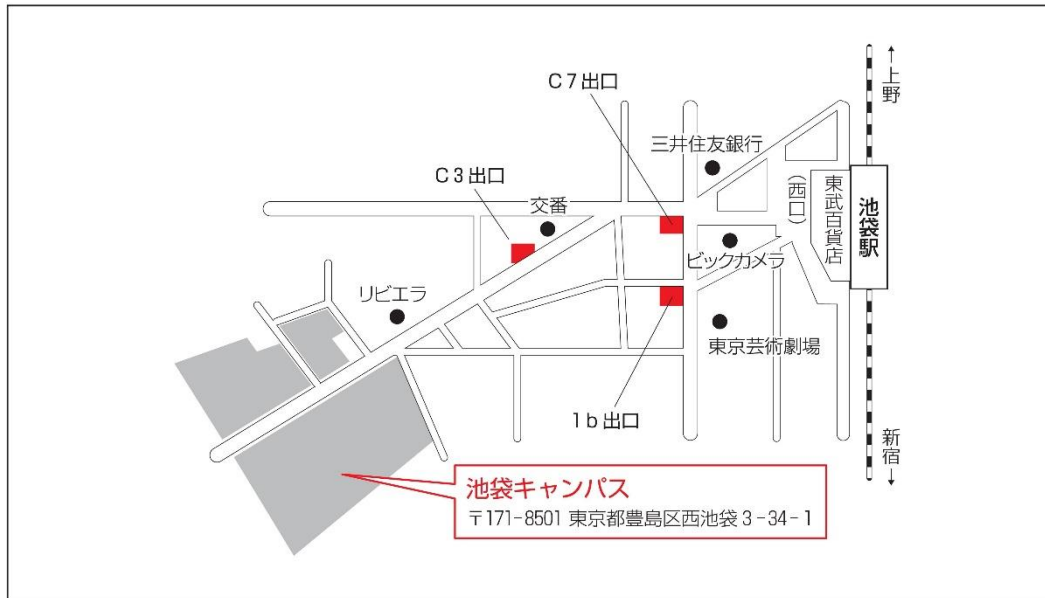 ↑上野
C7出口
三井住友銀行
C3出口
交番
(西口)
東武百貨店
池袋駅
ビックカメラ
リビエラ
東京芸術劇場
1b出口
新宿↓
池袋キャンパス
〒171-8501 東京都豊島区西池袋3-34-1